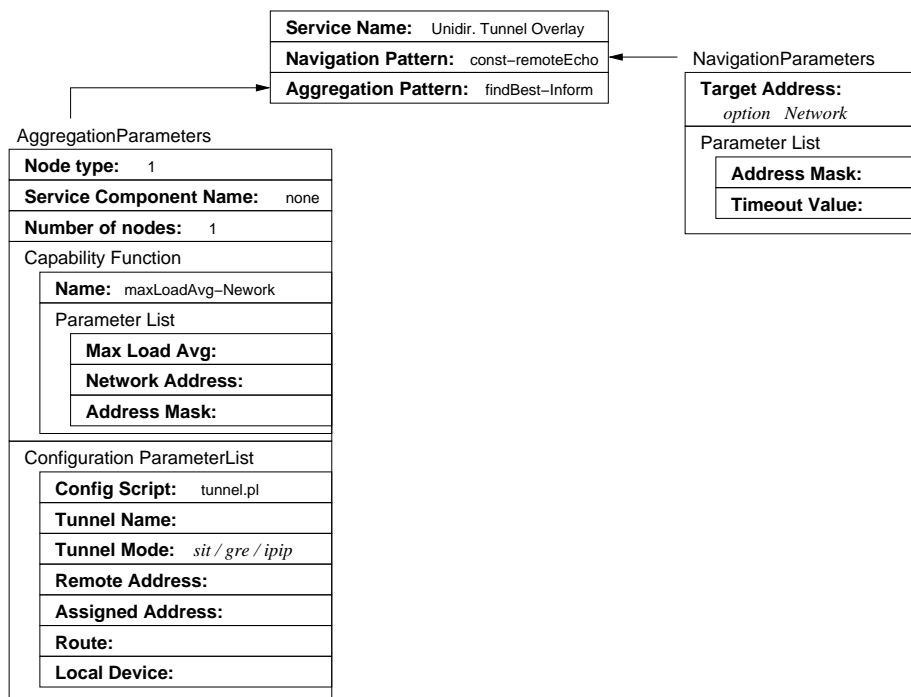 Service Name: Unidir. Tunnel Overlay
Navigation Pattern: const−remoteEcho
Aggregation Pattern: findBest−Inform
NavigationParameters
Target Address:
option Network
Parameter List
Address Mask:
Timeout Value:
AggregationParameters
Node type: 1
Service Component Name: none
Number of nodes: 1
Capability Function
Name: maxLoadAvg−Nework
Parameter List
Max Load Avg:
Network Address:
Address Mask:
Configuration ParameterList
Config Script: tunnel.pl
Tunnel Name:
Tunnel Mode: sit / gre / ipip
Remote Address:
Assigned Address:
Route:
Local Device: